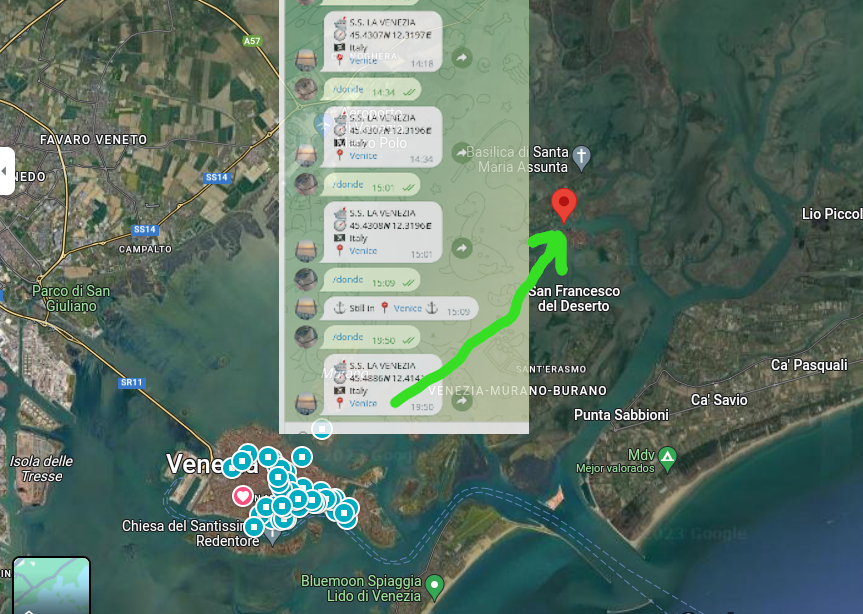 S.S. LA VENEZIA
45.4307N 12.3197E
Italy
Venice
14:18
/donde 14:34
S.S. LA VENEZIA
45.4307N 12.3196E
Italy
Venice
14:34
/donde 15:01
S.S. LA VENEZIA
45.4308N 12.3196E
Italy
Venice
15:01
/donde 15:09
Still in Venice
15:09
/donde 19:50
S.S. LA VENEZIA
45.4886N 12.414
Italy
Venice
19:50
A57
FAVARO VENETO
NEDO
SS14
SS14
CAMPALTO
Parco di San
Giuliano
SR11
Isola delle
Tresse
Aeroporto
Polo
Basilica di Santa
Maria Assunta
Lio Piccol
San Francesco
del Deserto
SANT'ERASMO
VENEZIA-MURANO-BURANO
Ca' Pasquali
Ca' Savio
Punta Sabbioni
Mdv
Mejor valorados
Chiesa del Santissi
Redentore
Bluemoon Spiaggia
Lido di Venezia
2023 Google